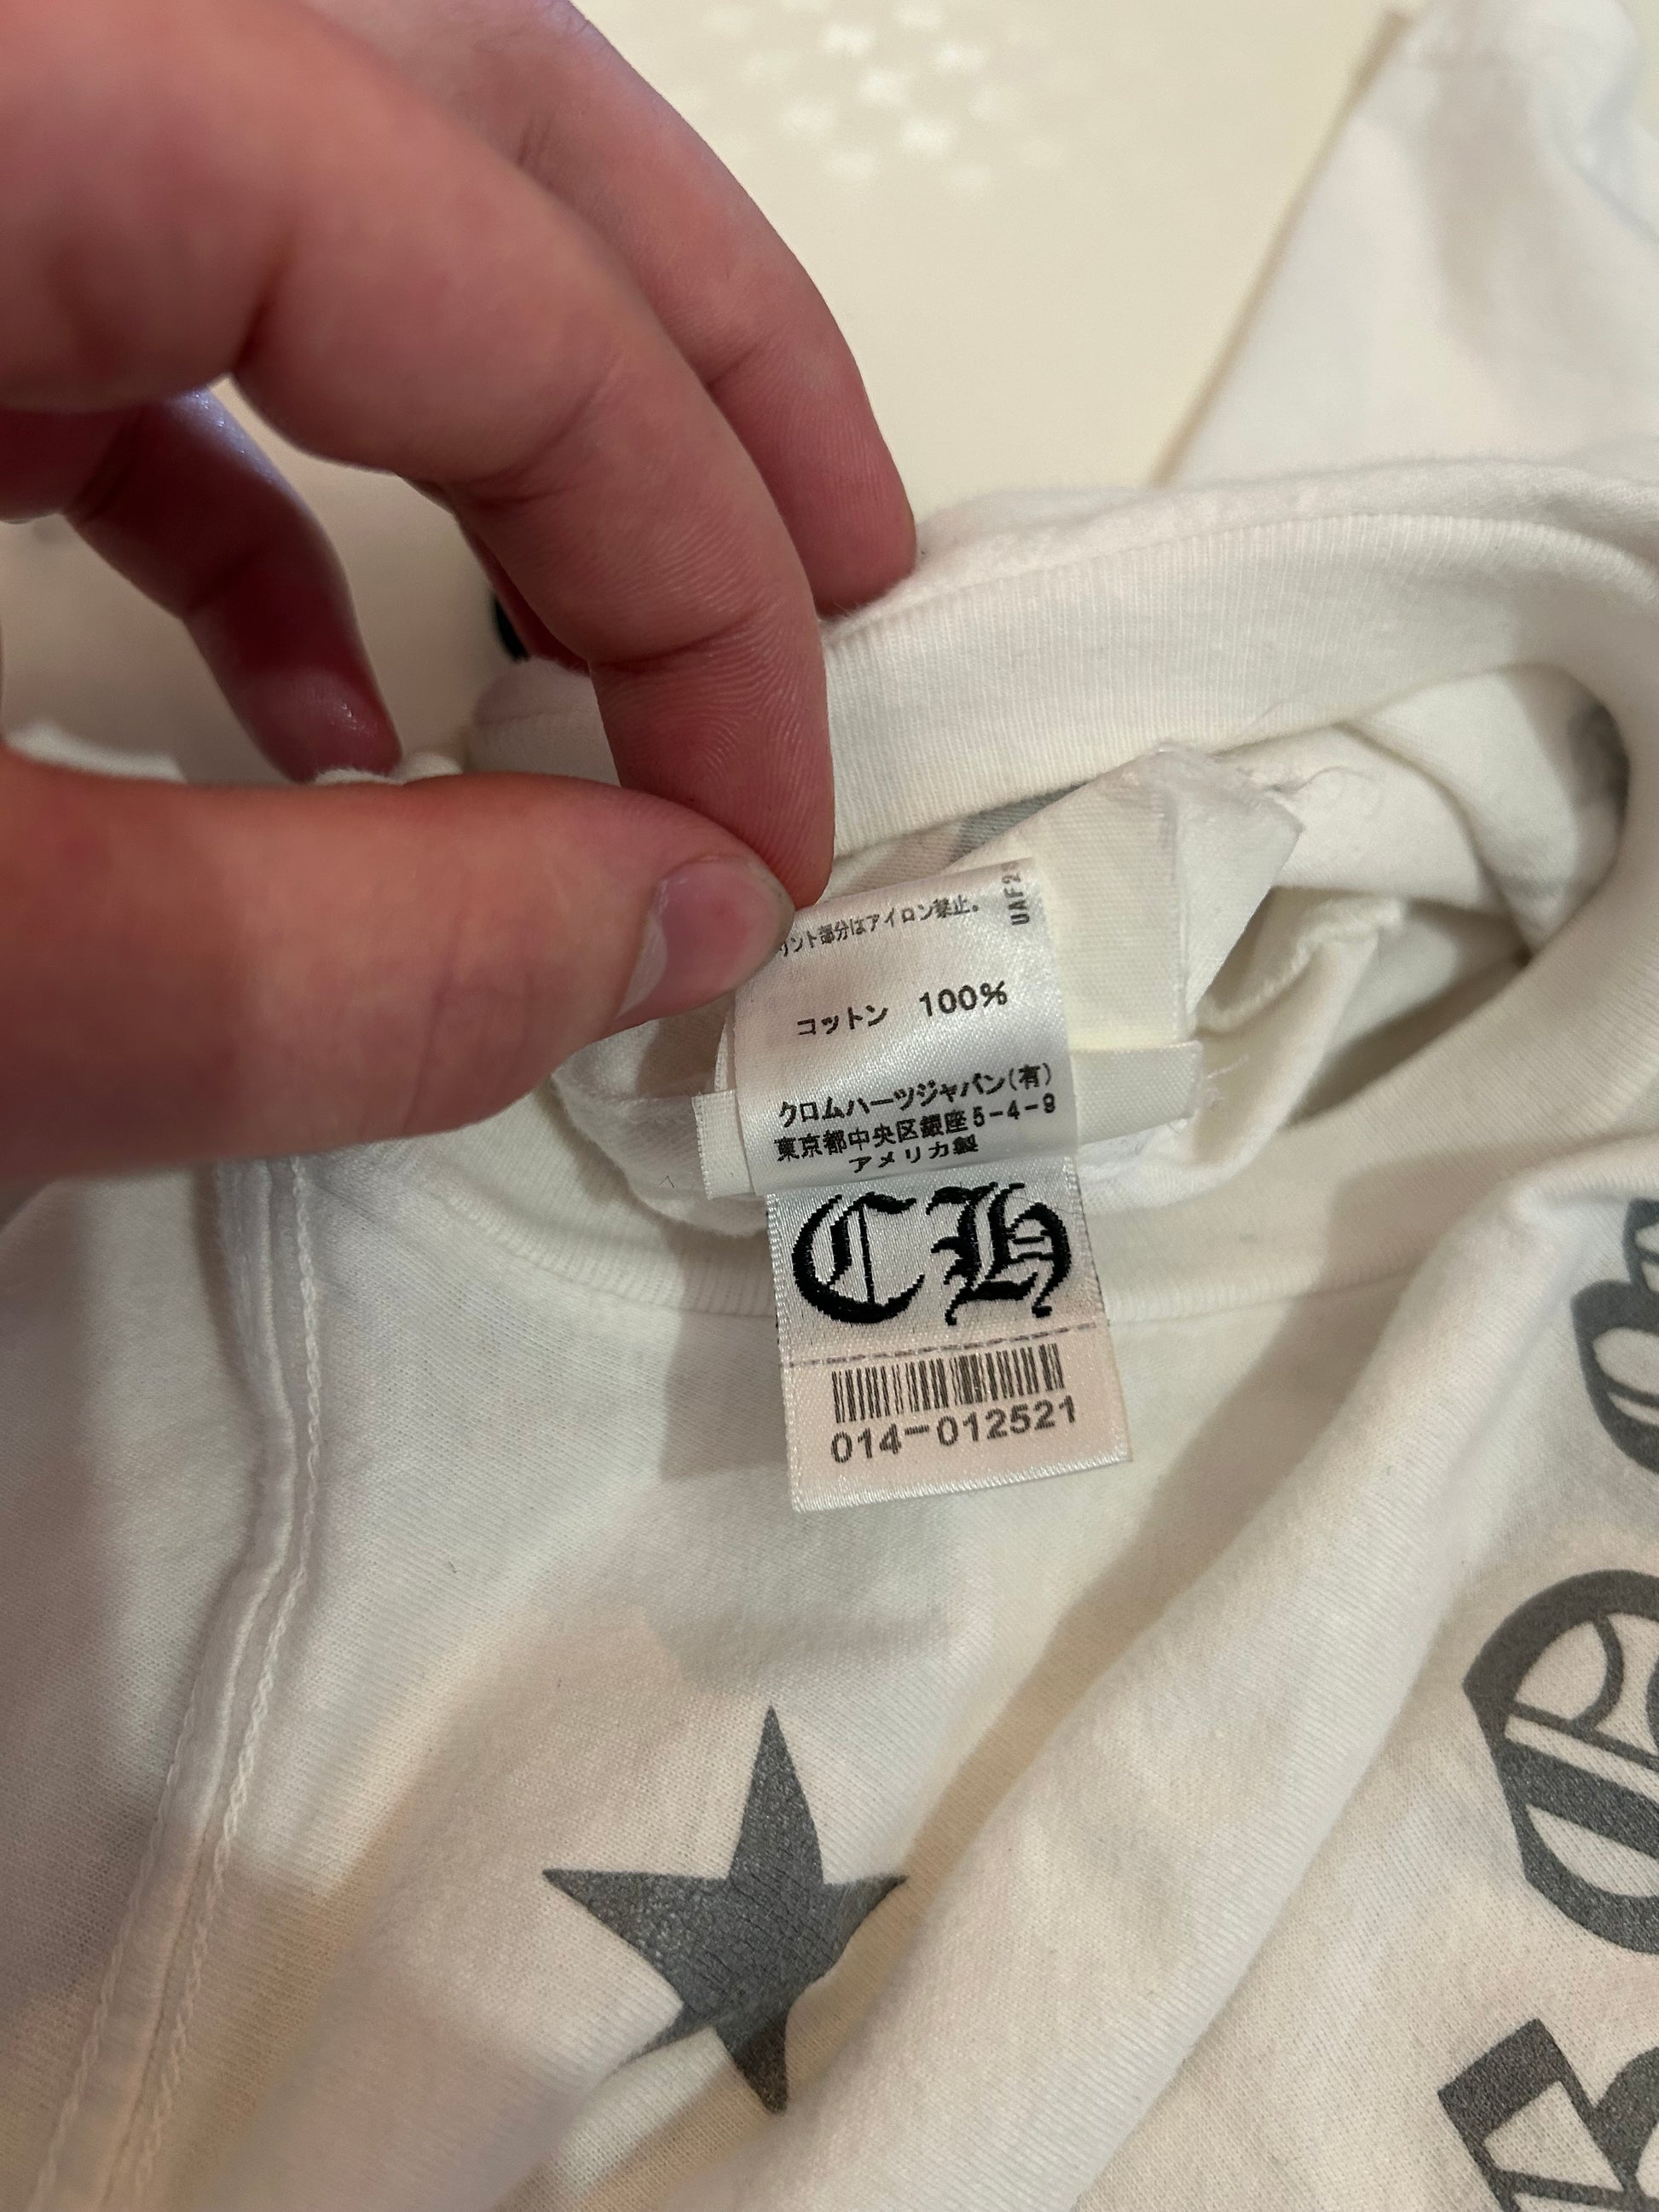 リント部分はアイロン禁止。
コットン 100%
クロムハーツジャパン(有)
東京都中央区銀座5-4-9
アメリカ製
CH
014-012521